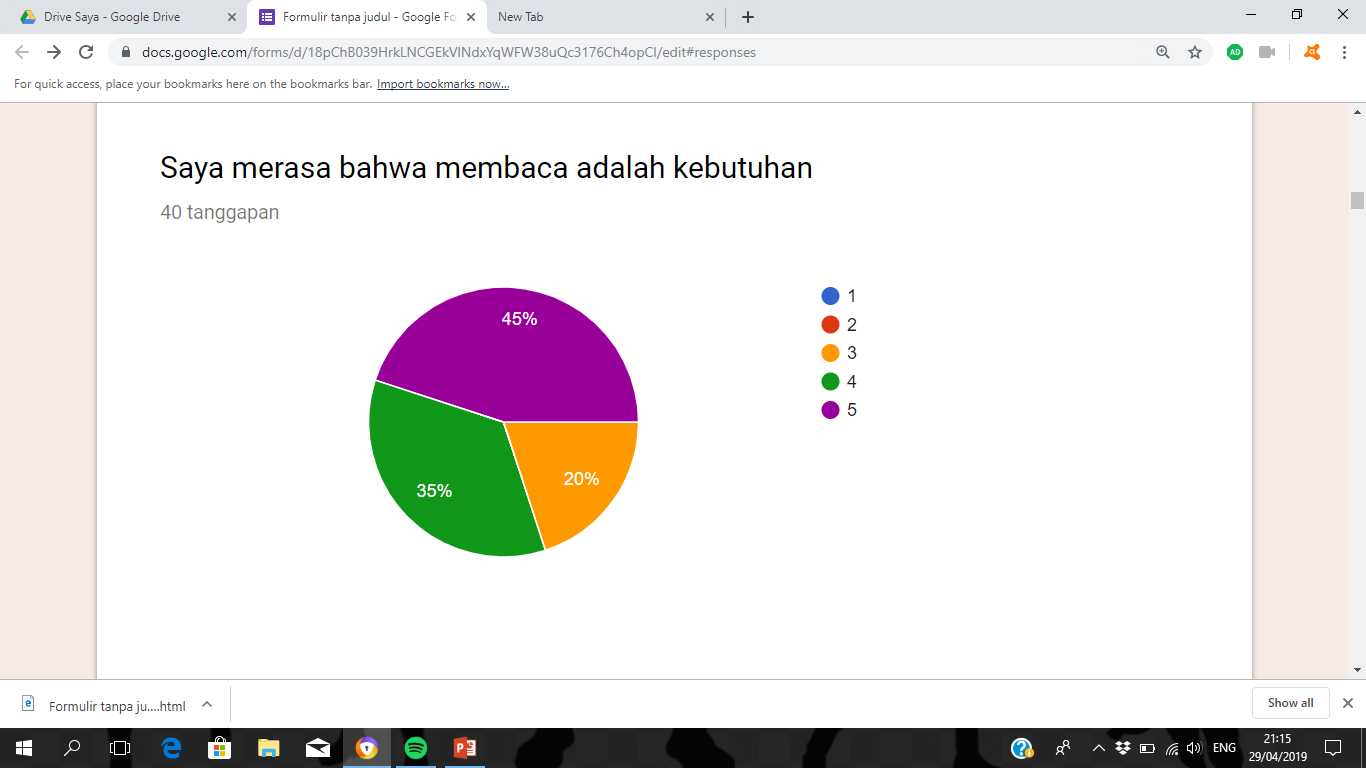 Drive Saya - Google Drive
Formulir tanpa judul - Google Fo
New Tab
docs.google.com/forms/d/18pChB039HrkLNCGEkVlNdxYqWFW38uQc3176Ch4opCI/edit#responses
AD
For quick access, place your bookmarks here on the bookmarks bar. Import bookmarks now...
Saya merasa bahwa membaca adalah kebutuhan
40 tanggapan
45%
35%
20%
1
2
3
4
5
Formulir tanpa ju....html
Show all
ENG
21:15
29/04/2019